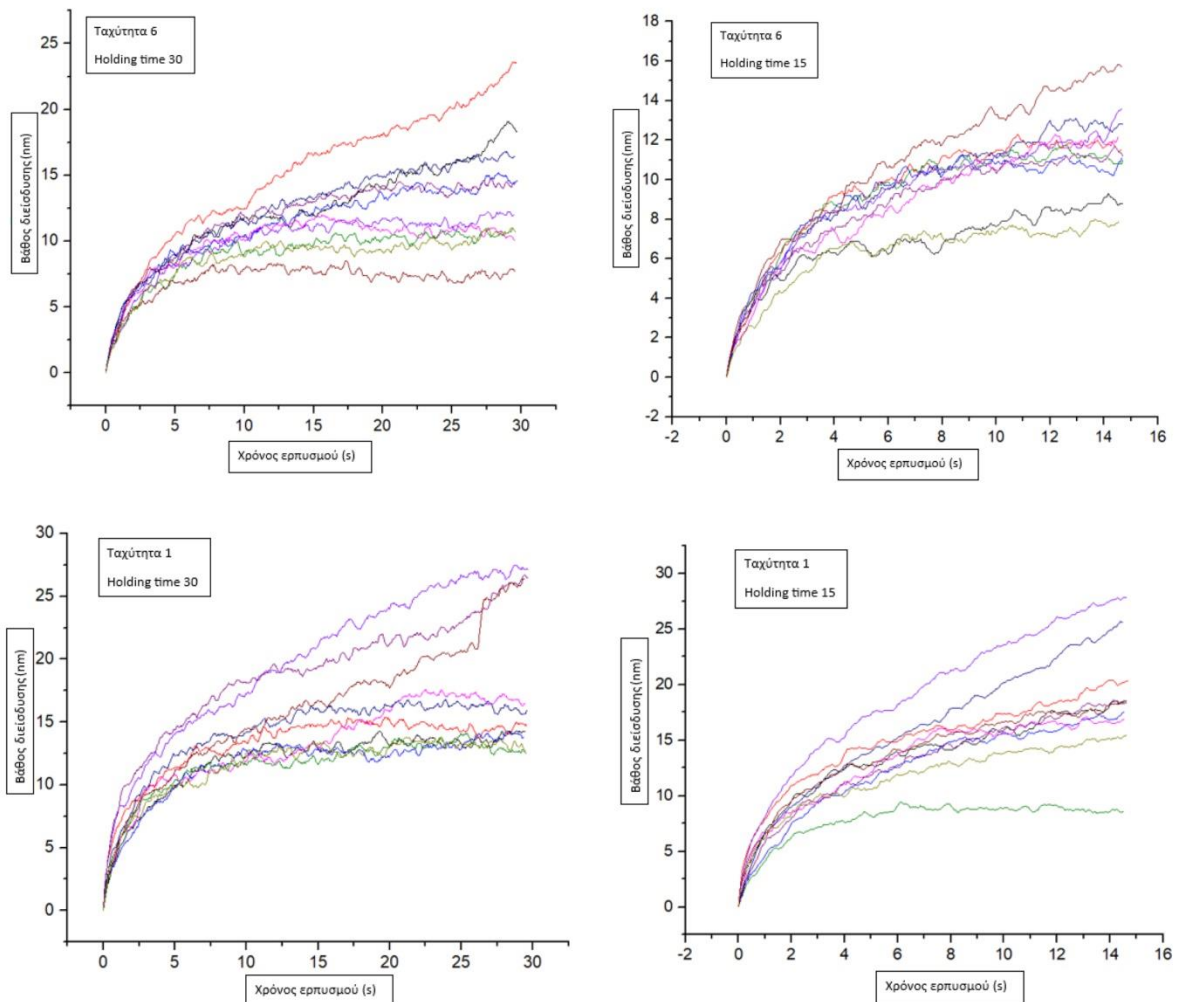 Ταχύτητα 6
Holding time 30
Βάθος διείσδυσης(nm)
25
20
15
10
5
0
0 5 10 15 20 25 30
Χρόνος ερπυσμού (s)
Ταχύτητα 6
Holding time 15
Βάθος διείσδυσης(nm)
18
16
14
12
10
8
6
4
2
0
-2
-2 0 2 4 6 8 10 12 14 16
Χρόνος ερπυσμού (s)
Ταχύτητα 1
Holding time 30
Βάθος διείσδυσης(nm)
30
25
20
15
10
5
0
0 5 10 15 20 25 30
Χρόνος ερπυσμού (s)
Ταχύτητα 1
Holding time 15
Βάθος διείσδυσης(nm)
30
25
20
15
10
5
0
-2 0 2 4 6 8 10 12 14 16
Χρόνος ερπυσμού (s)